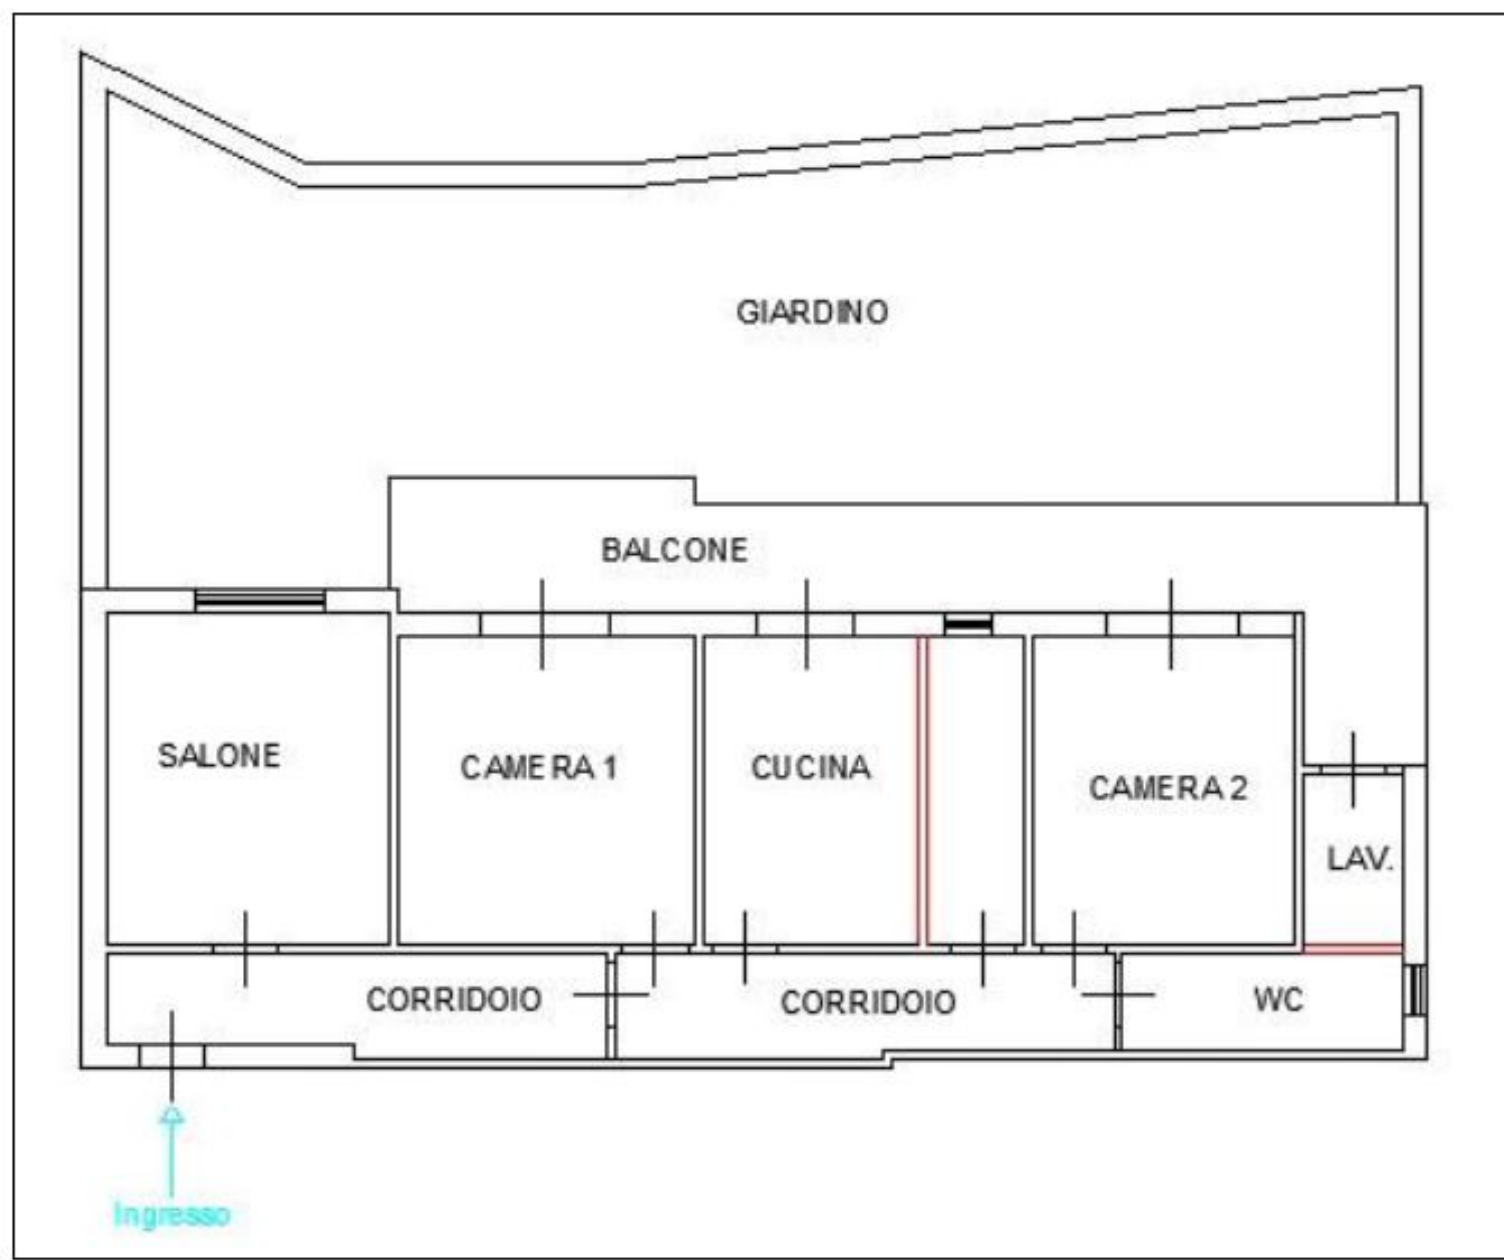 GIARDINO
BALCONE
SALONE
CAMERA 1
CUCINA
CAMERA 2
LAV.
CORRIDOIO
CORRIDOIO
WC
Ingresso